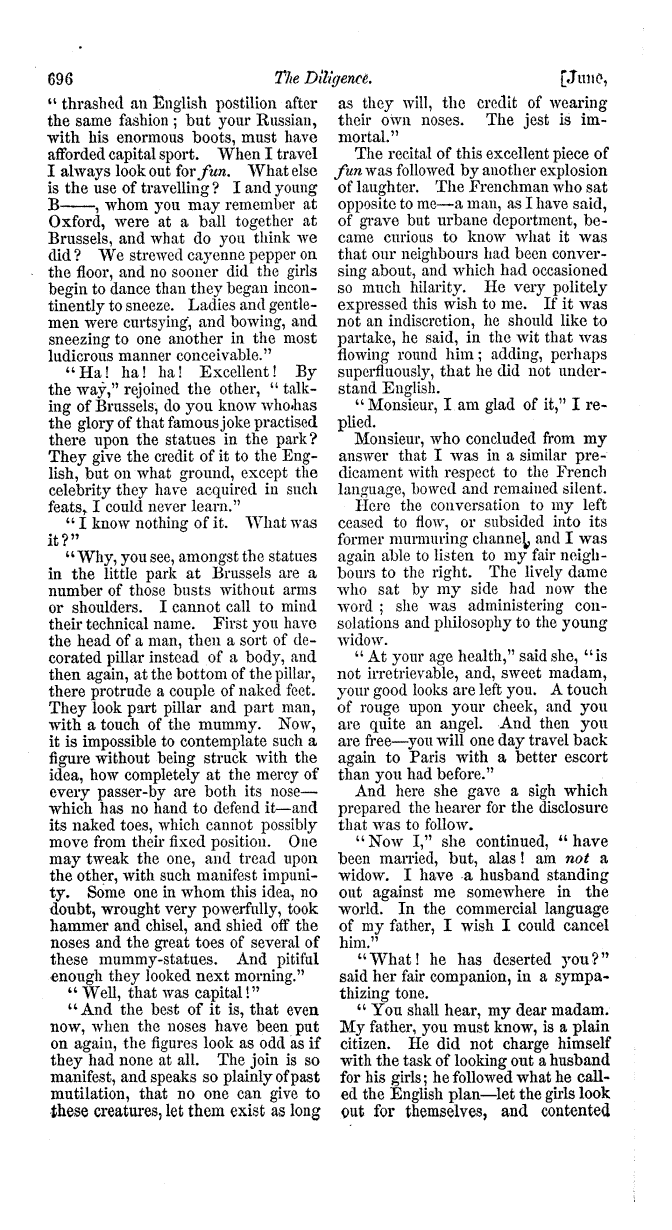 696 The Diligence. [June,
“ thrashed an English postilion after
the same fashion ; but your Russian,
with his enormous boots, must have
afforded capital sport. When I travel
I always look out for fun. What else
is the use of travelling ? I and young
B——, whom you may remember at
Oxford, were at a ball together at
Brussels, and what do you think we
did ? We strewed cayenne pepper on
the floor, and no sooner did the girls
begin to dance than they began incon-
tinently to sneeze. Ladies and gentle-
men were curtsying, and bowing, and
sneezing to one another in the most
ludicrous manner conceivable.”
“ Ha ! ha ! ha ! Excellent ! By
the way,” rejoined the other, “ talk-
ing of Brussels, do you know who has
the glory of that famous joke practised
there upon the statues in the park ?
They give the credit of it to the Eng-
lish, but on what ground, except the
celebrity they have acquired in such
feats, I could never learn.”
“ I know nothing of it. What was
it ?”
“ Why, you see, amongst the statues
in the little park at Brussels are a
number of those busts without arms
or shoulders. I cannot call to mind
their technical name. First you have
the head of a man, then a sort of de-
corated pillar instead of a body, and
then again, at the bottom of the pillar,
there protrude a couple of naked feet.
They look part pillar and part man,
with a touch of the mummy. Now,
it is impossible to contemplate such a
figure without being struck with the
idea, how completely at the mercy of
every passer-by are both its nose—
which has no hand to defend it—and
its naked toes, which cannot possibly
move from their fixed position. One
may tweak the one, and tread upon
the other, with such manifest impuni-
ty. Some one in whom this idea, no
doubt, wrought very powerfully, took
hammer and chisel, and shied off the
noses and the great toes of several of
these mummy-statues. And pitiful
enough they looked next morning.”
“ Well, that was capital !”
“ And the best of it is, that even
now, when the noses have been put
on again, the figures look as odd as if
they had none at all. The join is so
manifest, and speaks so plainly of past
mutilation, that no one can give to
these creatures, let them exist as long
as they will, the credit of wearing
their own noses. The jest is im-
mortal.”
The recital of this excellent piece of
fun was followed by another explosion
of laughter. The Frenchman who sat
opposite to me—a man, as I have said,
of grave but urbane deportment, be-
came curious to know what it was
that our neighbours had been conver-
sing about, and which had occasioned
so much hilarity. He very politely
expressed this wish to me. If it was
not an indiscretion, he should like to
partake, he said, in the wit that was
flowing round him ; adding, perhaps
superfluously, that he did not under-
stand English.
“ Monsieur, I am glad of it,” I re-
plied.
Monsieur, who concluded from my
answer that I was in a similar pre-
dicament with respect to the French
language, bowed and remained silent.
Here the conversation to my left
ceased to flow, or subsided into its
former murmuring channel, and I was
again able to listen to my fair neigh-
bours to the right. The lively dame
who sat by my side had now the
word ; she was administering con-
solations and philosophy to the young
widow.
“ At your age health,” said she, “ is
not irretrievable, and, sweet madam,
your good looks are left you. A touch
of rouge upon your cheek, and you
are quite an angel. And then you
are free—you will one day travel back
again to Paris with a better escort
than you had before.”
And here she gave a sigh which
prepared the hearer for the disclosure
that was to follow.
“ Now I,” she continued, “ have
been married, but, alas ! am not a
widow. I have a husband standing
out against me somewhere in the
world. In the commercial language
of my father, I wish I could cancel
him.”
“ What ! he has deserted you ?”
said her fair companion, in a sympa-
thizing tone.
“ You shall hear, my dear madam.
My father, you must know, is a plain
citizen. He did not charge himself
with the task of looking out a husband
for his girls ; he followed what he call-
ed the English plan—let the girls look
out for themselves, and contented